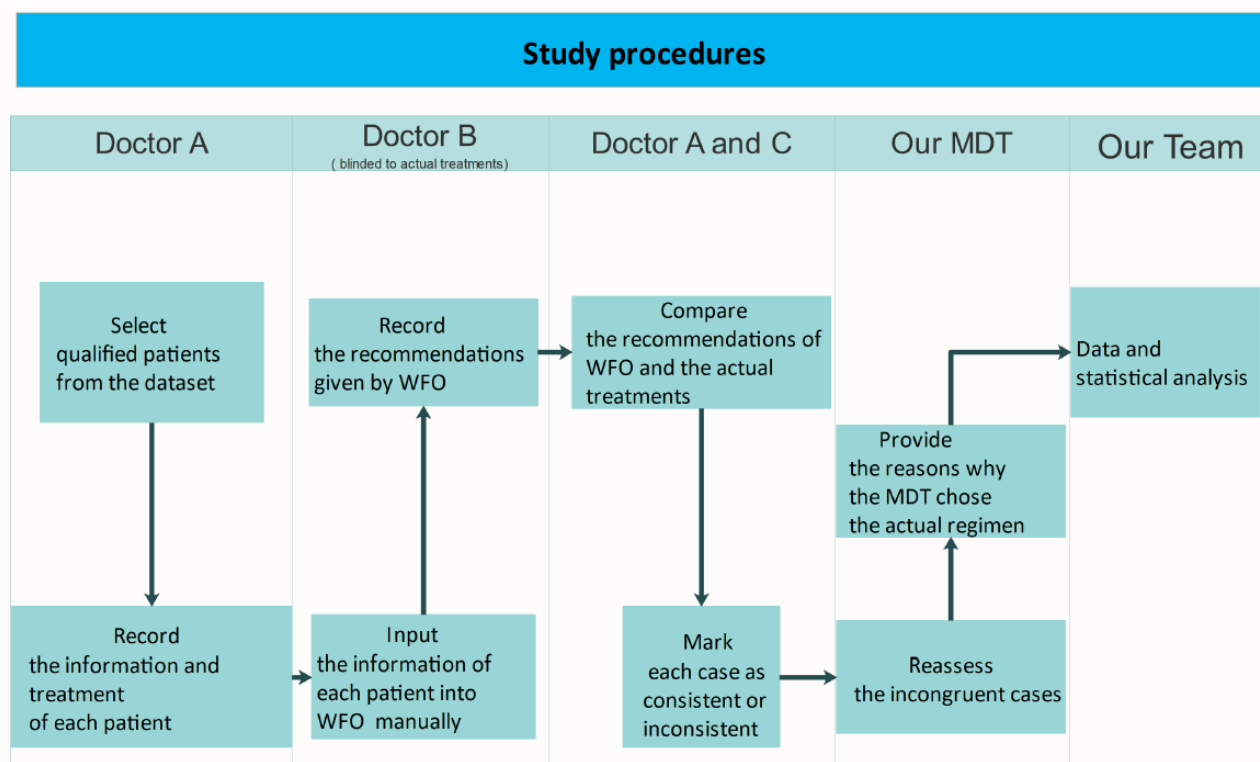 Study procedures
Doctor A
Doctor B
( blinded to actual treatments)
Doctor A and C
Our MDT
Our Team
Select
qualified patients
from the dataset
Record
the information and
treatment
of each patient
Input
the information of
each patient into
WFO manually
Record
the recommendations
given by WFO
Compare
the recommendations of
WFO and the actual
treatments
Mark
each case as
consistent or
inconsistent
Reassess
the incongruent cases
Provide
the reasons why
the MDT chose
the actual regimen
Data and
statistical analysis